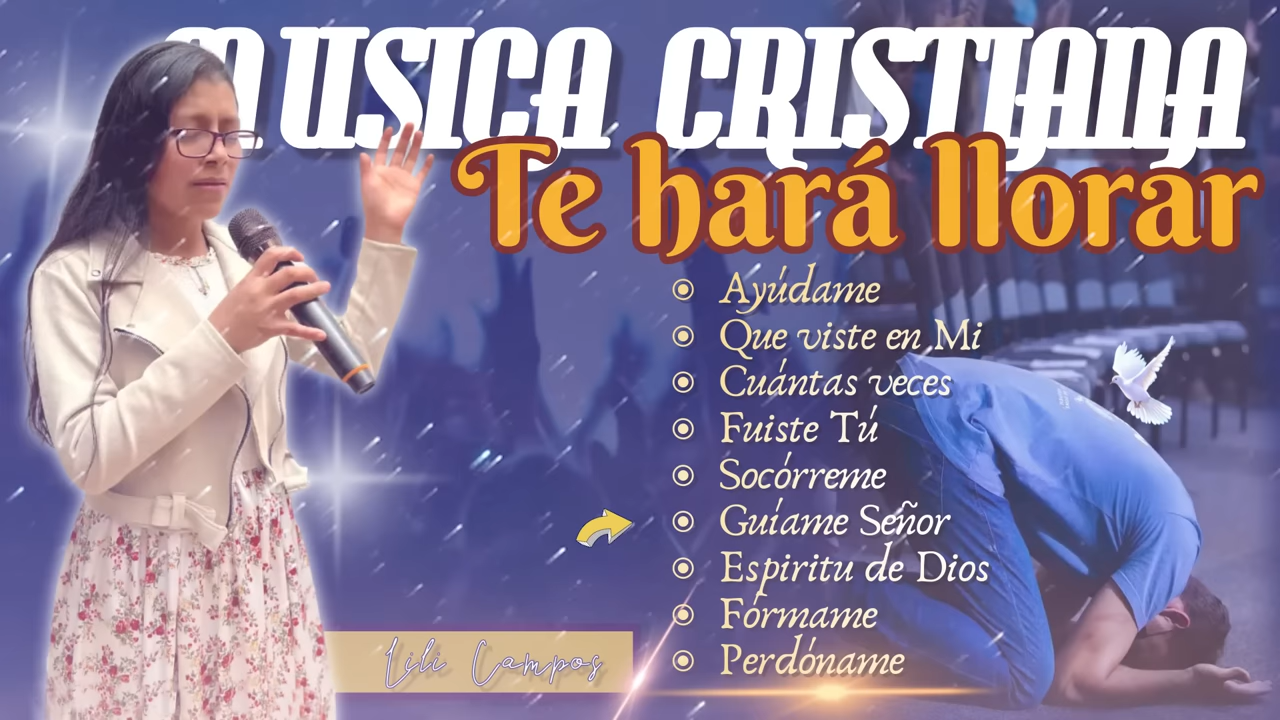 MUSICA CRISTIANA
Te hará llorar
Ayúdame
Que viste en Mi
Cuántas veces
Fuiste Tú
Socórreme
Guíame Señor
Espiritu de Dios
Fórmame
Perdóname
Lili Campos